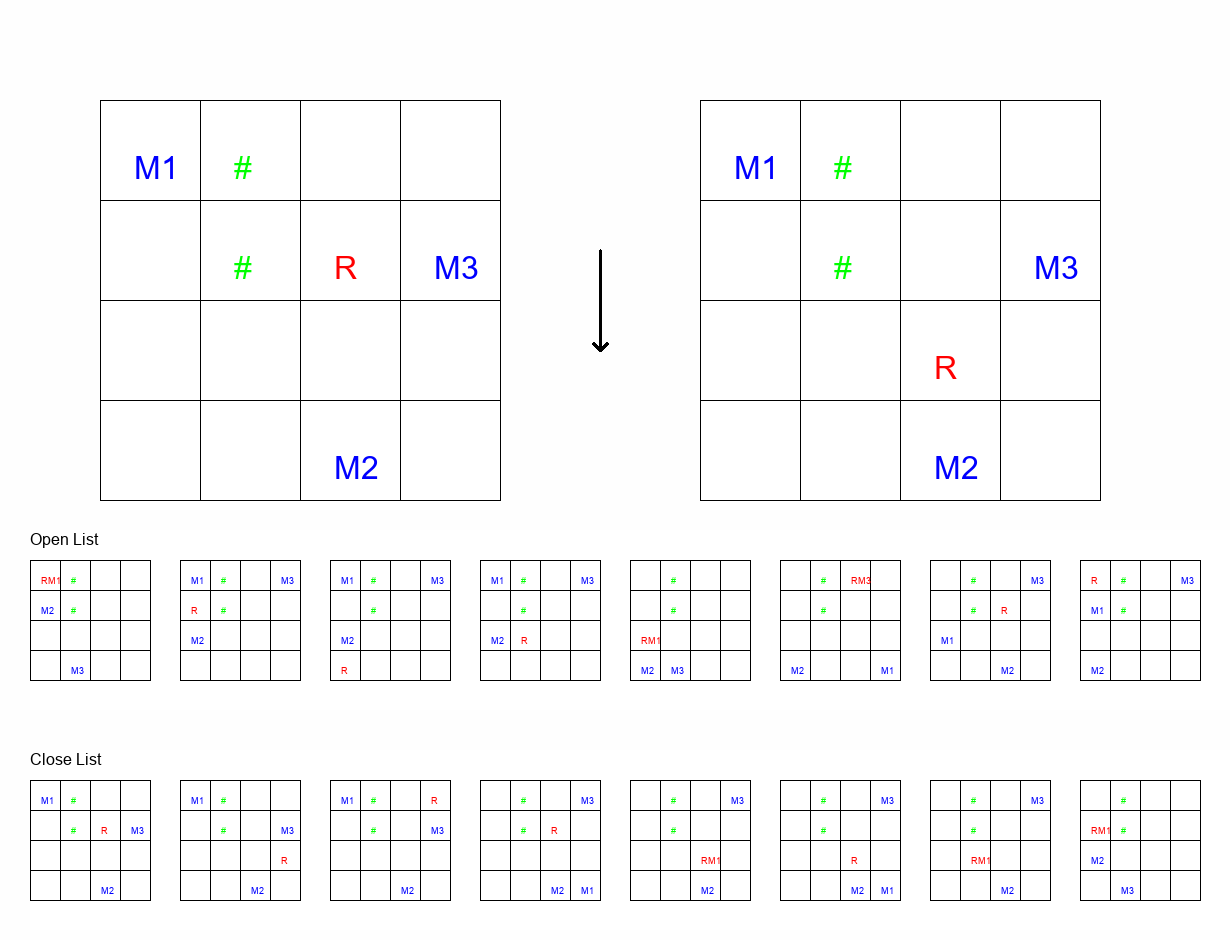 M1 # M1 #
# R M3 # M3
R
M2 M2
Open List
RM1 # M1 # M3 M1 # M3 M1 # M3 # # RM3 # M3 R # M3
M2 # R # # # # # # R M1 #
M2 M2 M2 R RM1 M1
M3 R M2 M3 M2 M1 M2 M2
Close List
M1 # M1 # M1 # R # M3 # M3 # M3 # M3 #
# R M3 # M3 # M3 # R # # # RM1 #
R RM1 R RM1 M2
M2 M2 M2 M2 M1 M2 M2 M1 M2 M3